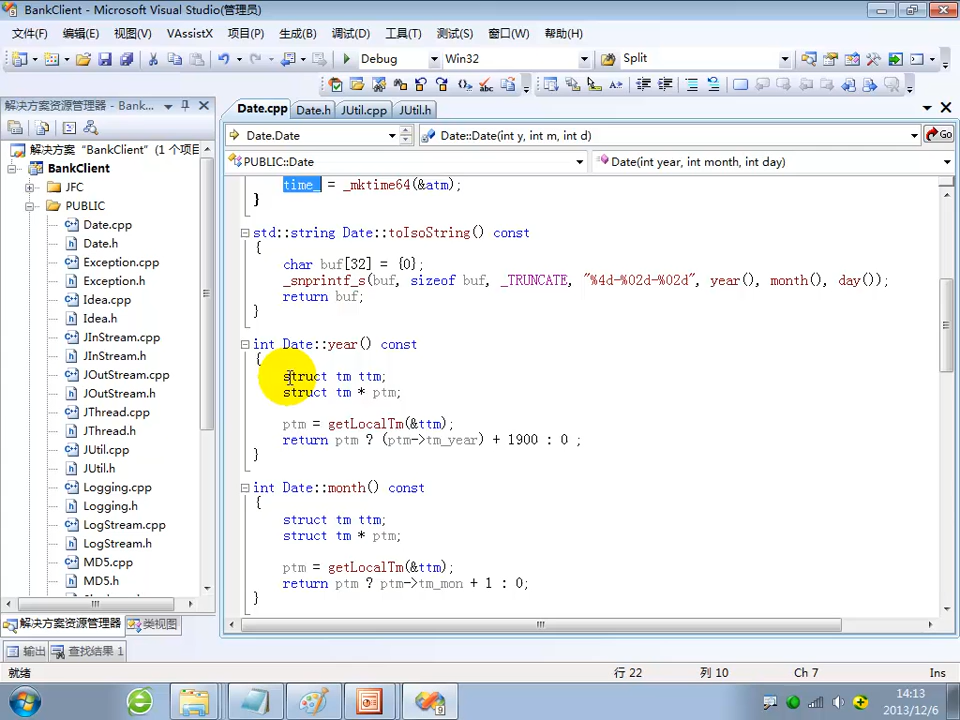 BankClient - Microsoft Visual Studio(管理员)
文件(F) 编辑(E) 视图(V) VAssistX 项目(P) 生成(B) 调试(D) 工具(T) 测试(S) 窗口(W) 帮助(H)
Debug Win32 Split
解决方案资源管理器 - Bank...
Date.cpp Date.h JUtil.cpp JUtil.h
Date.Date Date::Date(int y, int m, int d) Go
PUBLIC::Date Date(int year, int month, int day)
解决方案 "BankClient" (1 个项
BankClient
JFC
PUBLIC
Date.cpp
Date.h
Exception.cpp
Exception.h
Idea.cpp
Idea.h
JInStream.cpp
JInStream.h
JOutStream.cpp
JOutStream.h
JThread.cpp
JThread.h
JUtil.cpp
JUtil.h
Logging.cpp
Logging.h
LogStream.cpp
LogStream.h
MD5.cpp
MD5.h
time_ = _mktime64(&atm);
}
std::string Date::toIsoString() const
{
char buf[32] = {0};
_snprintf_s(buf, sizeof buf, _TRUNCATE, "%4d-%02d-%02d", year(), month(), day());
return buf;
}
int Date::year() const
{
struct tm ttm;
struct tm * ptm;
ptm = getLocalTm(&ttm);
return ptm ? (ptm->tm_year) + 1900 : 0 ;
}
int Date::month() const
{
struct tm ttm;
struct tm * ptm;
ptm = getLocalTm(&ttm);
return ptm ? ptm->tm_mon + 1 : 0;
}
解决方案资源管理器 类视图
输出 查找结果 1
就绪 行 22 列 10 Ch 7 Ins
14:13
2013/12/6